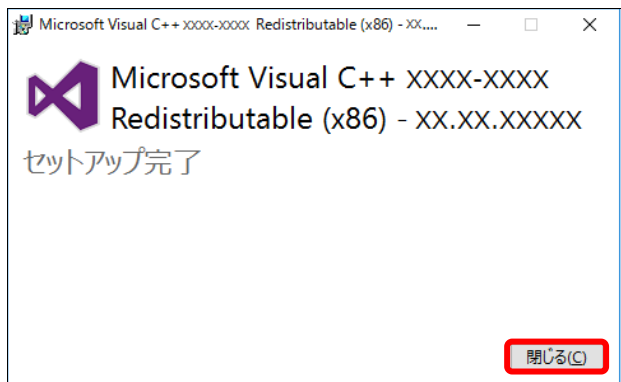 Microsoft Visual C++ XXXX-XXXX Redistributable (x86) - XX....
Microsoft Visual C++ XXXX-XXXX
Redistributable (x86) - XX.XX.XXXXX
セットアップ完了
閉じる(C)